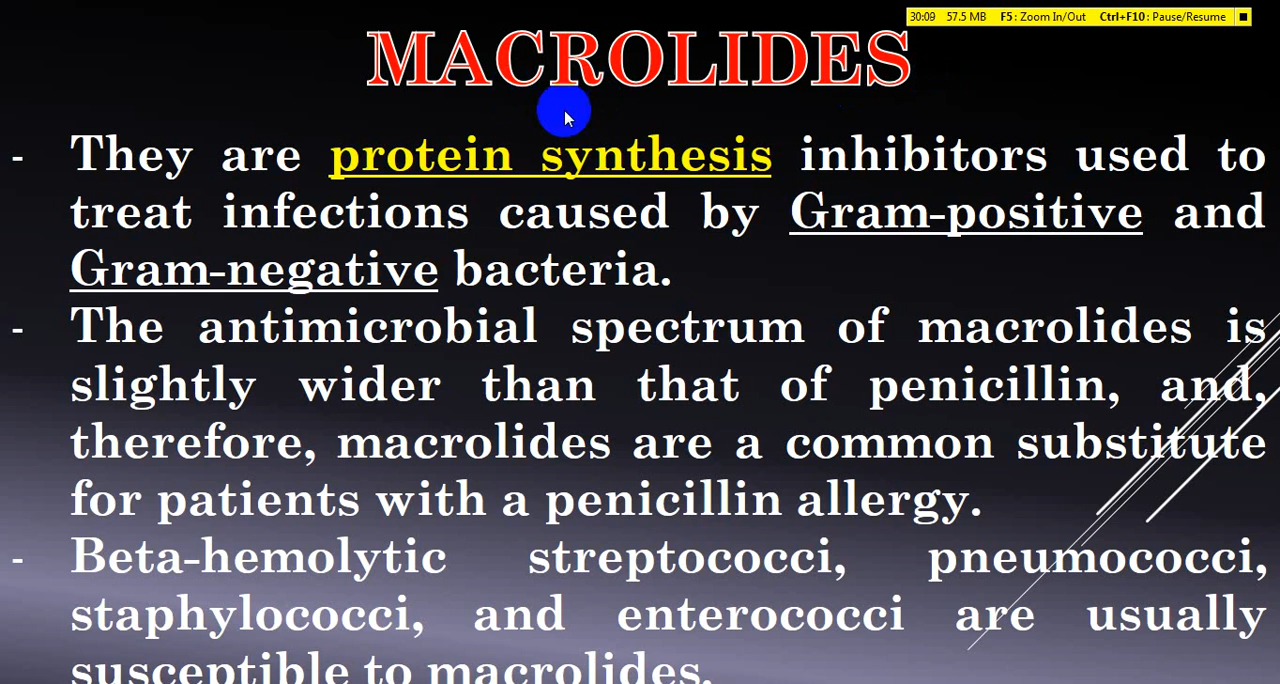 30:09 57.5 MB F5: Zoom In/Out Ctrl+F10: Pause/Resume
MACROLIDES
- They are protein synthesis inhibitors used to
treat infections caused by Gram-positive and
Gram-negative bacteria.
- The antimicrobial spectrum of macrolides is
slightly wider than that of penicillin, and,
therefore, macrolides are a common substitute
for patients with a penicillin allergy.
- Beta-hemolytic streptococci, pneumococci,
staphylococci, and enterococci are usually
susceptible to macrolides.